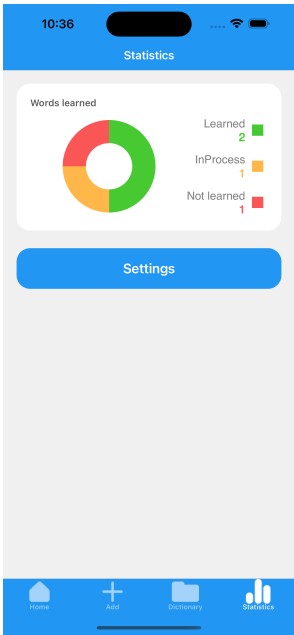 10:36
Statistics
Words learned
Learned
2
InProcess
1
Not learned
1
Settings
Home
Add
Dictionary
Statistics